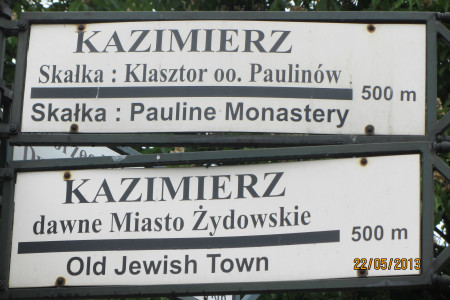 KAZIMIERZ
Skałka : Klasztor oo. Paulinów
500 m
Skałka : Pauline Monastery
KAZIMIERZ
dawne Miasto Żydowskie
500 m
Old Jewish Town
22/05/2013